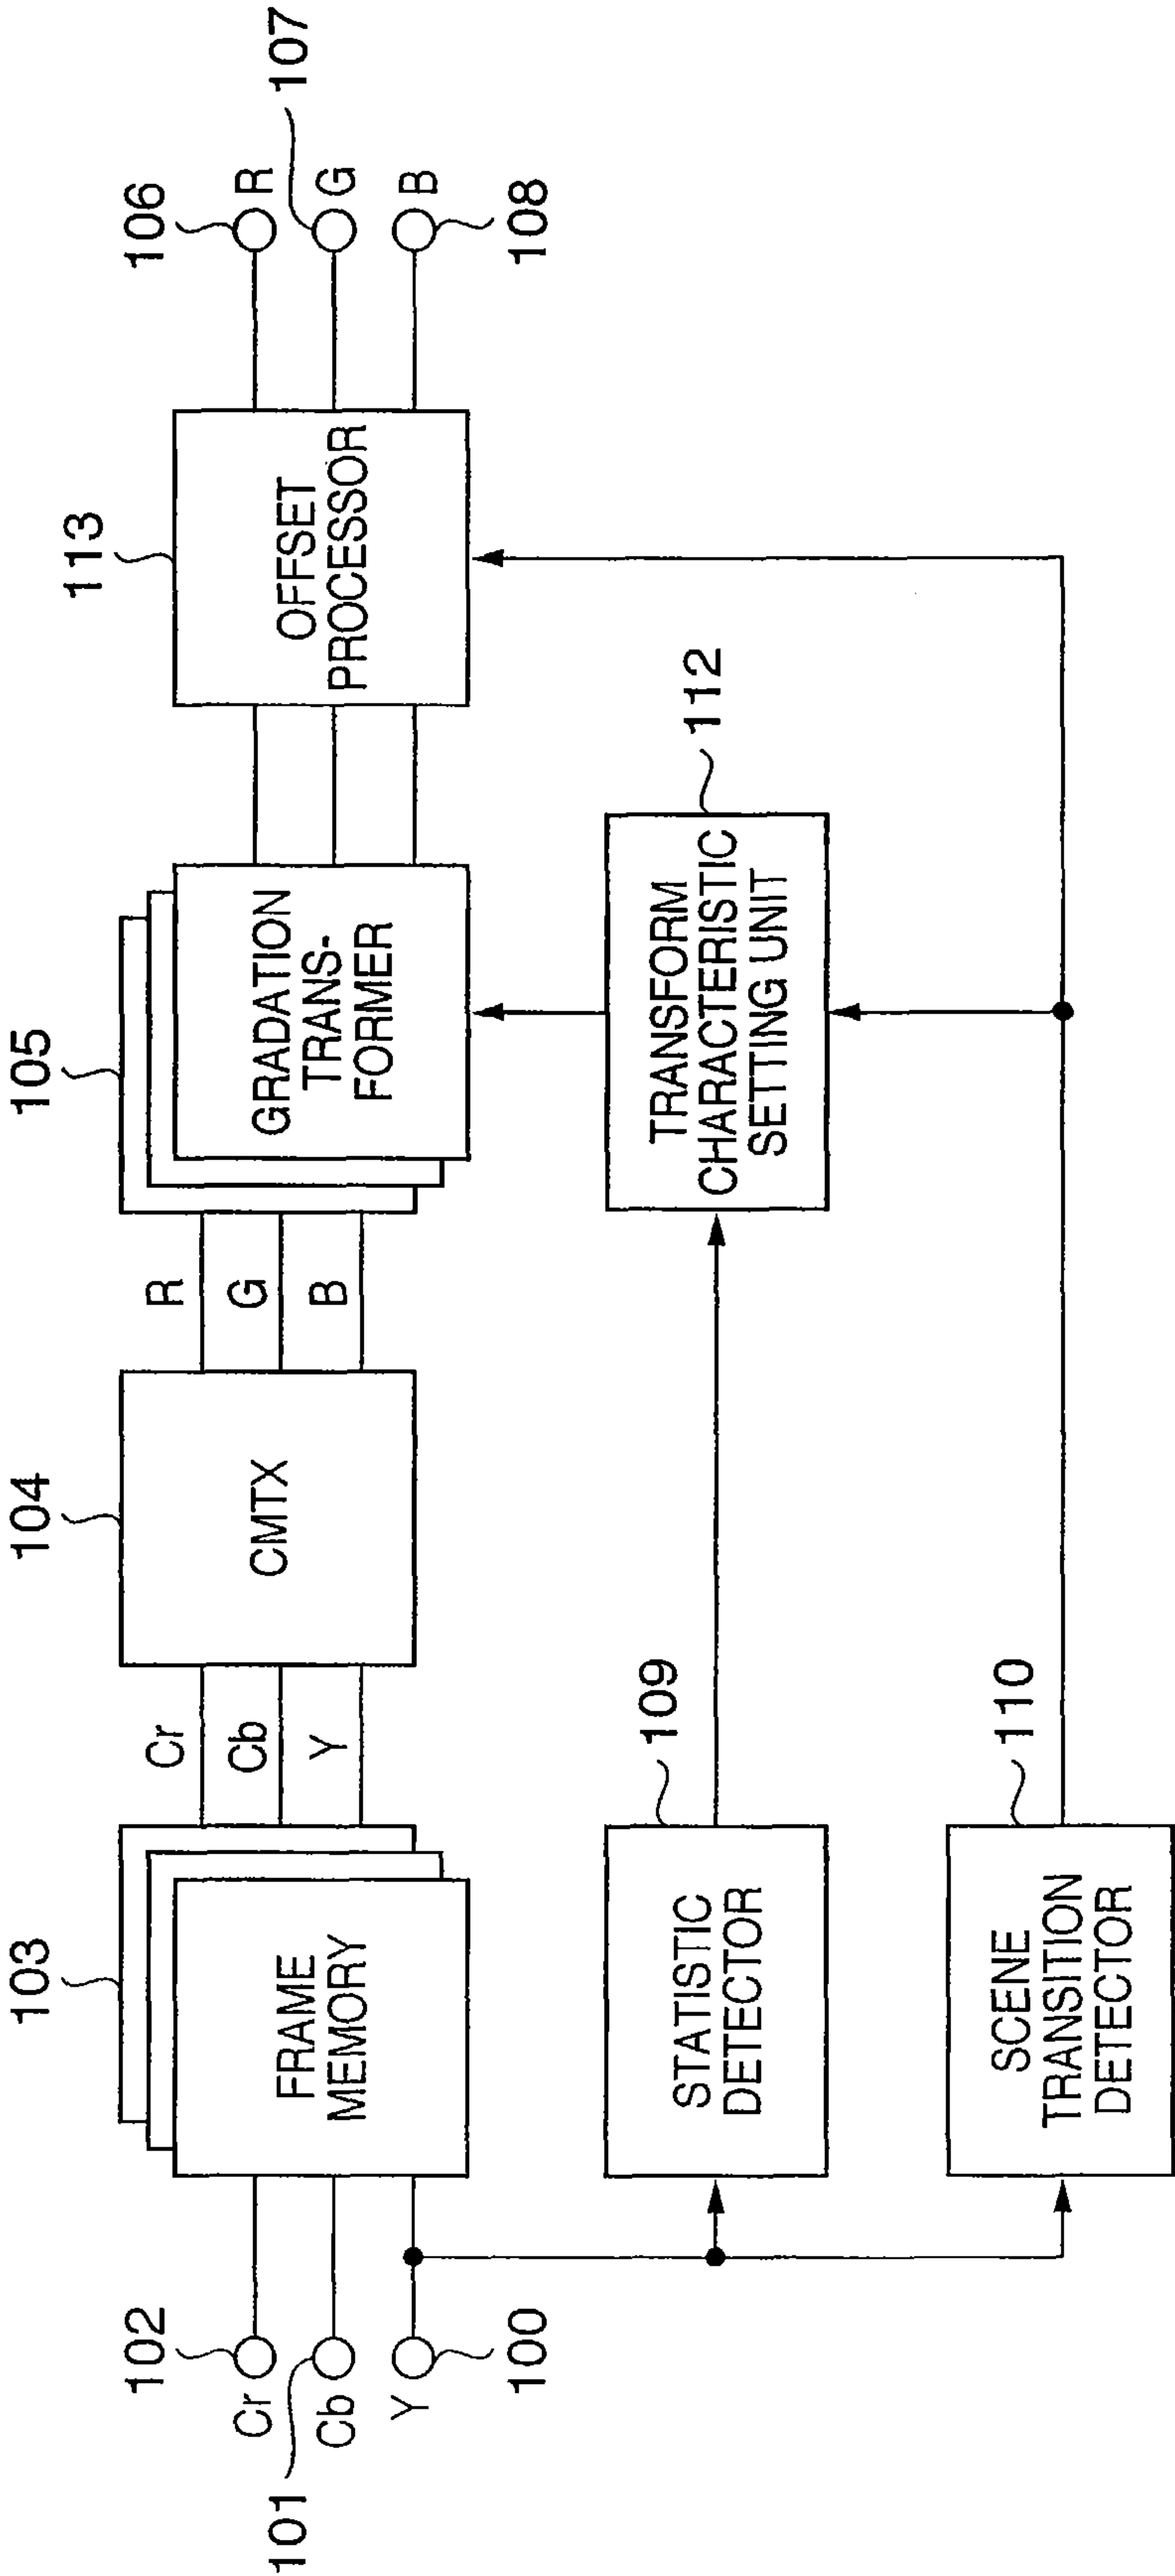 102
Cr
101
Cb
Y
100
103
FRAME
MEMORY
Cr
Cb
Y
104
CMTX
R
G
B
105
GRADATION
TRANS-
FORMER
113
OFFSET
PROCESSOR
106
R
107
G
B
108
109
STATISTIC
DETECTOR
112
TRANSFORM
CHARACTERISTIC
SETTING UNIT
110
SCENE
TRANSITION
DETECTOR